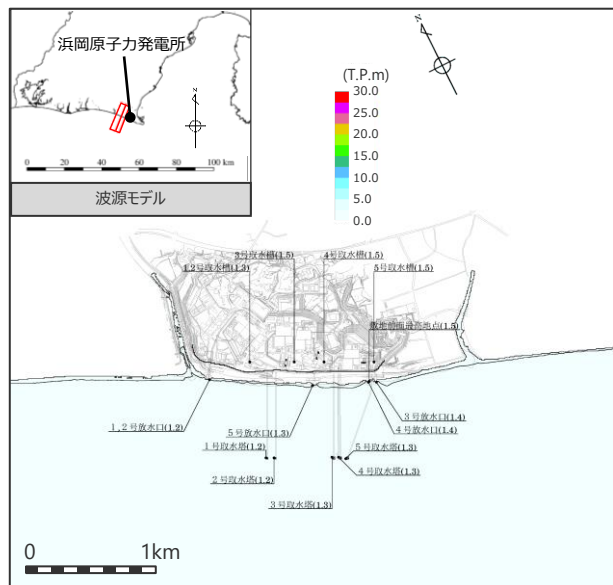 浜岡原子力発電所
N
0 20 40 60 80 100 km
波源モデル
N
(T.P.m)
30.0
25.0
20.0
15.0
10.0
5.0
0.0
3号取水槽(1.5)
4号取水槽(1.5)
1,2号取水槽(1.3)
5号取水槽(1.5)
敷地前面最高地点(1.5)
1,2号放水口(1.2)
5号放水口(1.3)
3号放水口(1.4)
4号放水口(1.4)
1号取水塔(1.2)
5号取水塔(1.3)
2号取水塔(1.2)
4号取水塔(1.3)
3号取水塔(1.3)
0 1km